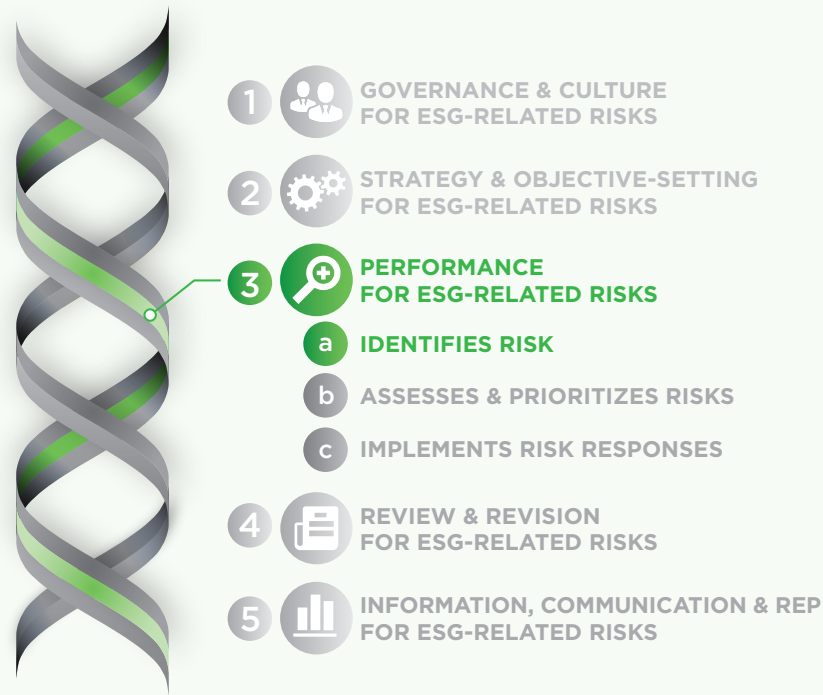 1 GOVERNANCE & CULTURE
FOR ESG-RELATED RISKS
2 STRATEGY & OBJECTIVE-SETTING
FOR ESG-RELATED RISKS
3 PERFORMANCE
FOR ESG-RELATED RISKS
a IDENTIFIES RISK
b ASSESSES & PRIORITIZES RISKS
c IMPLEMENTS RISK RESPONSES
4 REVIEW & REVISION
FOR ESG-RELATED RISKS
5 INFORMATION, COMMUNICATION & REP
FOR ESG-RELATED RISKS